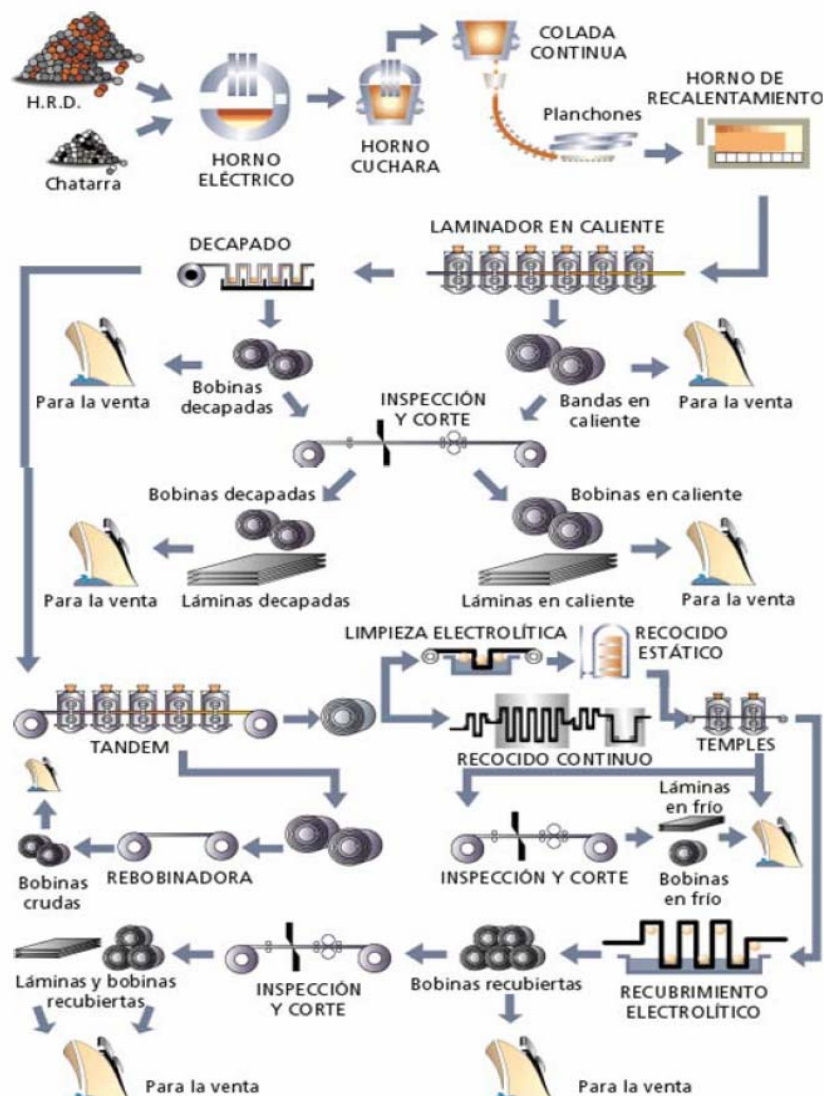 COLADA
CONTINUA
HORNO DE
RECALENTAMIENTO
H.R.D.
Planchones
HORNO
ELÉCTRICO
HORNO
CUCHARA
Chatarra
LAMINADOR EN CALIENTE
DECAPADO
Para la venta
Bobinas
decapadas
INSPECCIÓN
Y CORTE
Bandas en
caliente
Para la venta
Bobinas decapadas
Bobinas en caliente
Para la venta
Láminas decapadas
Láminas en caliente
Para la venta
LIMPIEZA ELECTROLÍTICA
RECOCIDO
ESTÁTICO
TANDEM
RECOCIDO CONTINUO
TEMPLES
Láminas
en frío
Bobinas
crudas
REBOBINADORA
INSPECCIÓN Y CORTE
Bobinas
en frío
Láminas y bobinas
recubiertas
INSPECCIÓN
Y CORTE
Bobinas recubiertas
RECUBRIMIENTO
ELECTROLÍTICO
Para la venta
Para la venta